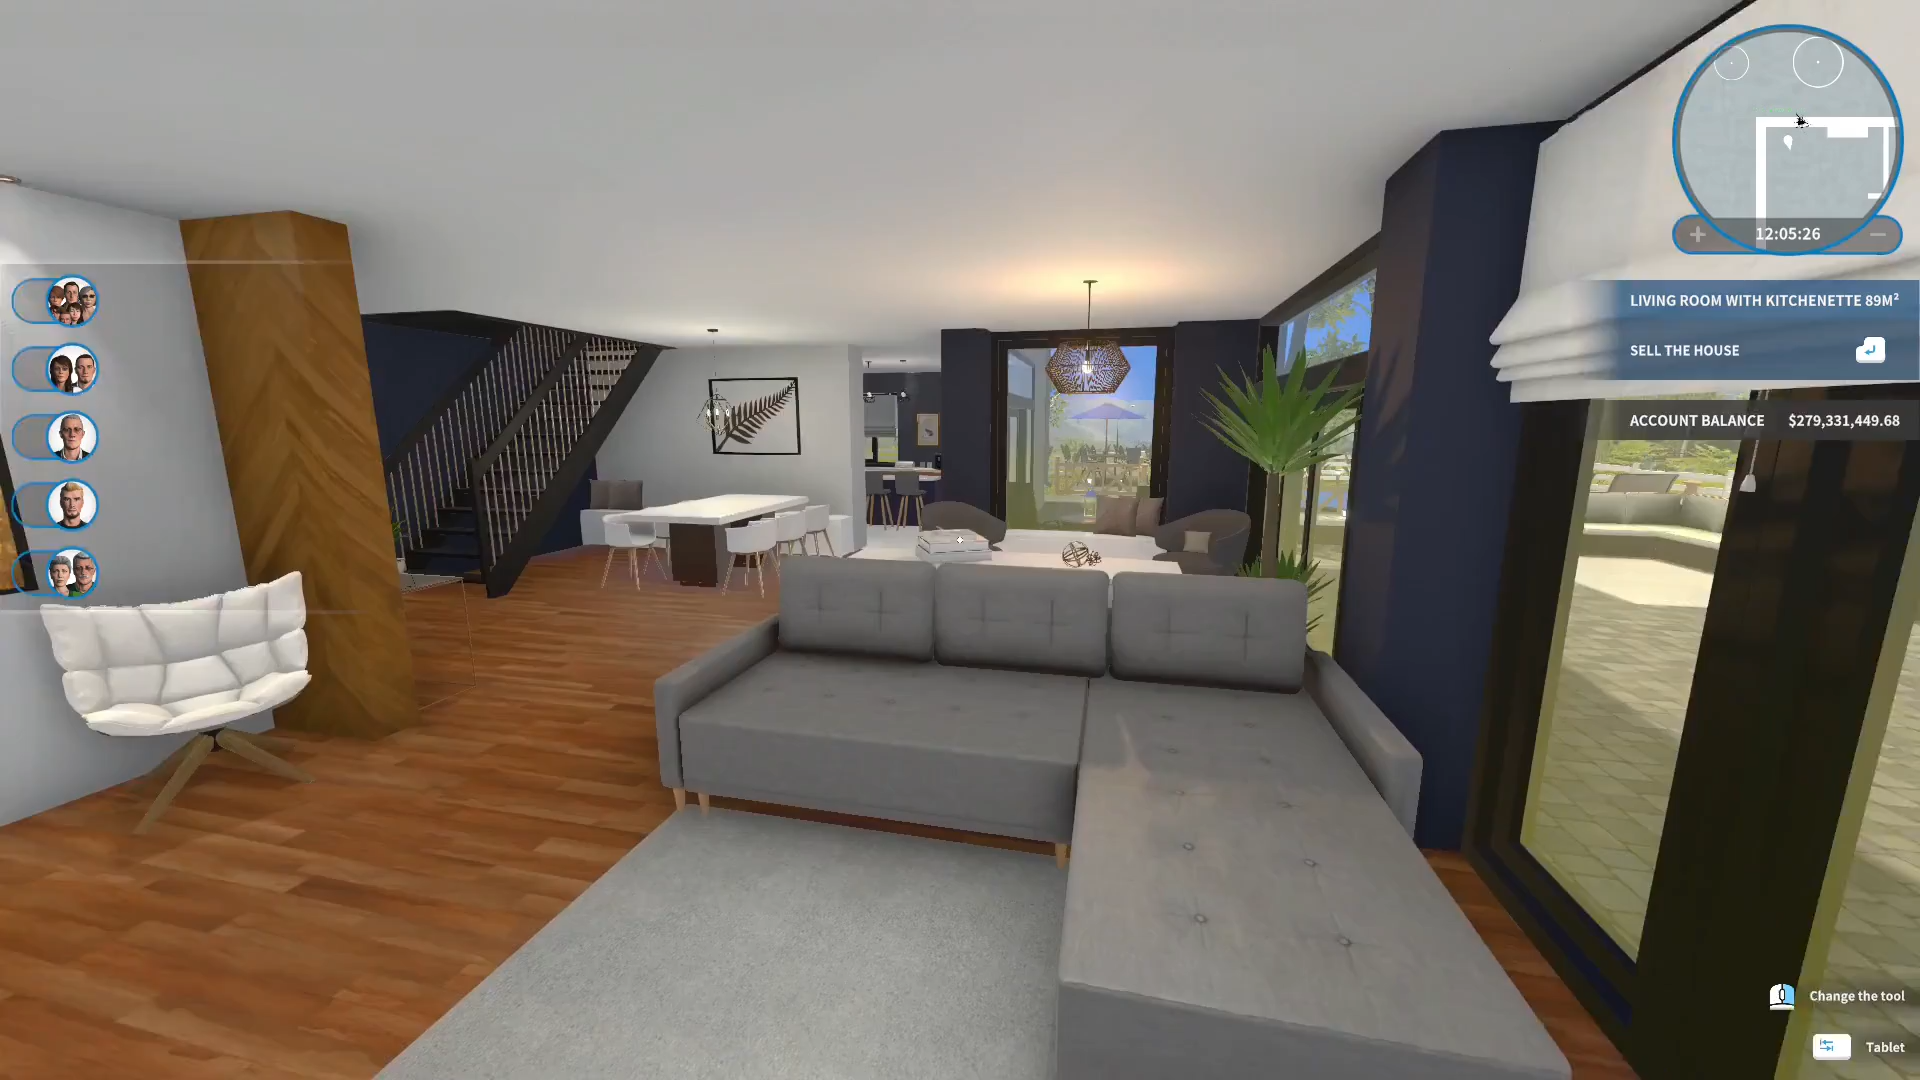 12:05:26
LIVING ROOM WITH KITCHENETTE 89M²
SELL THE HOUSE
ACCOUNT BALANCE $279,331,449.68
Change the tool
Tablet